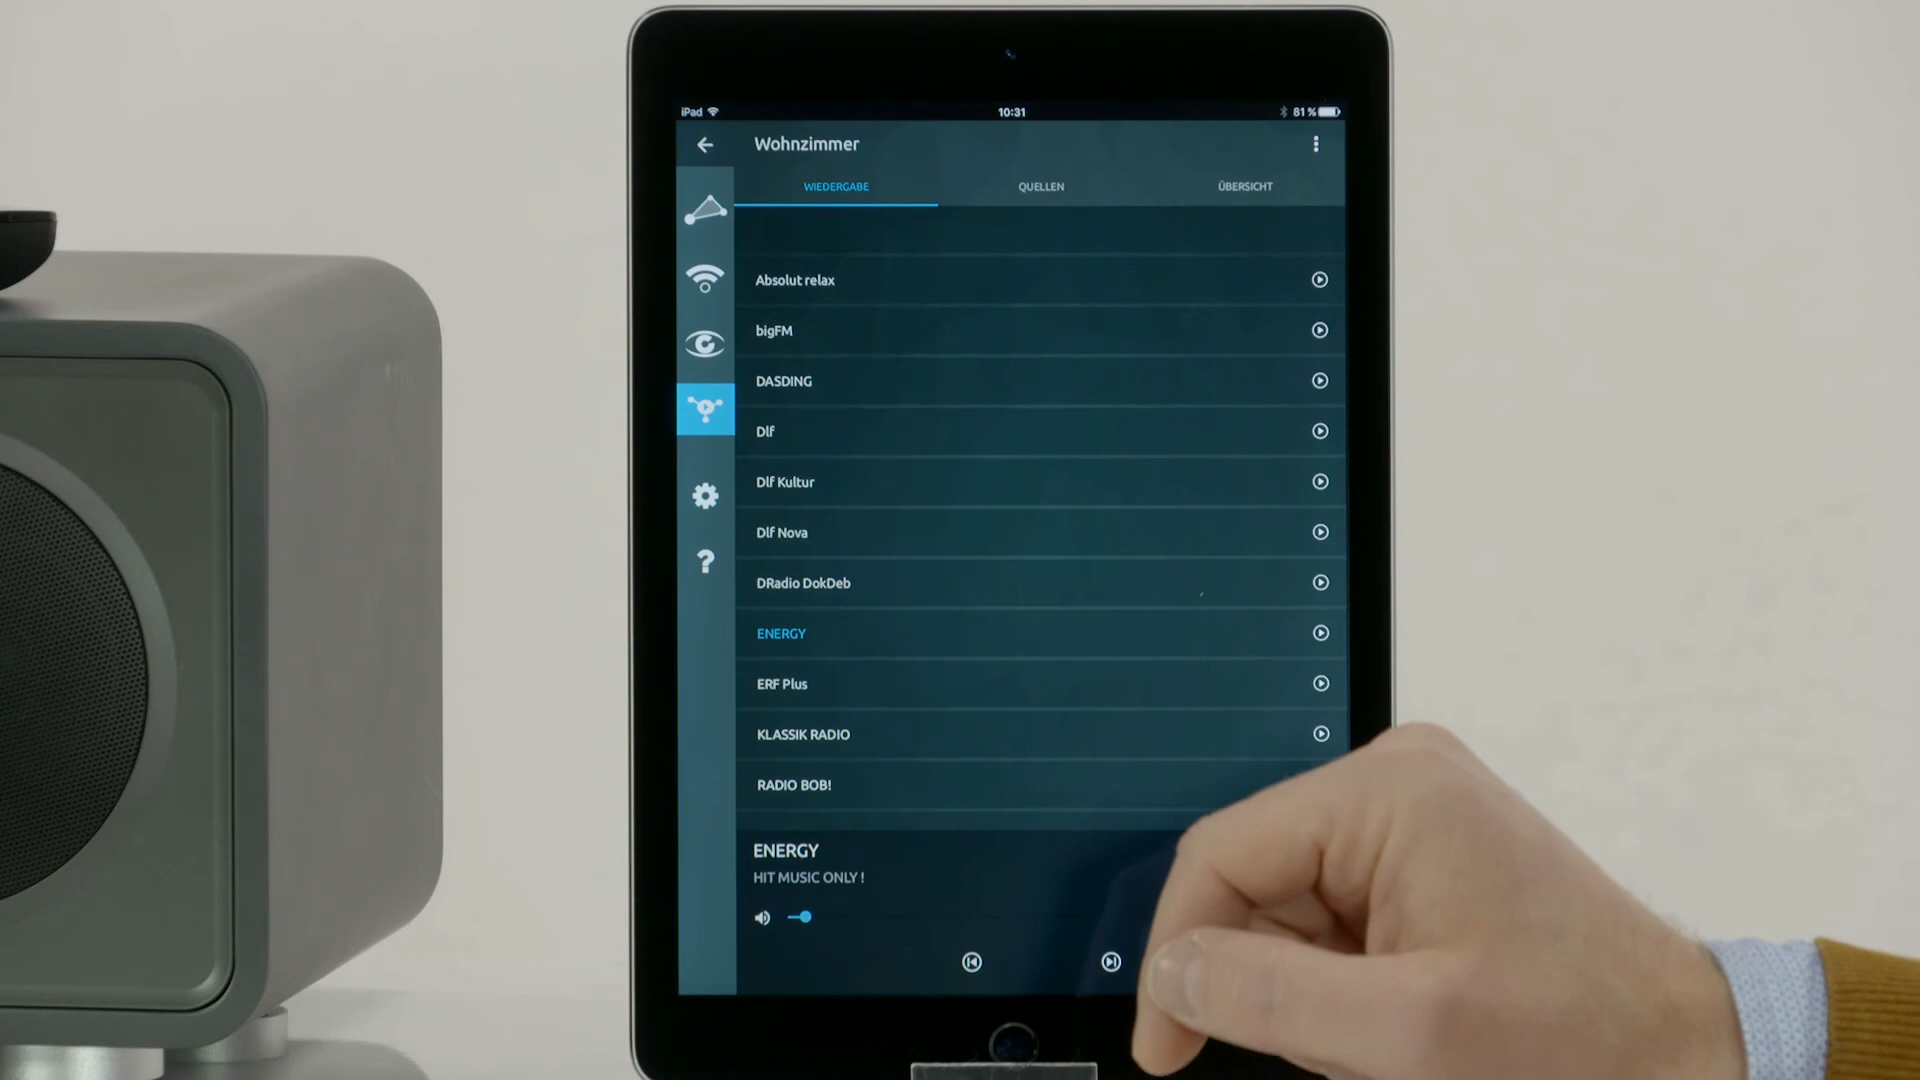 iPad
10:31
81 %
Wohnzimmer
WIEDERGABE
QUELLEN
ÜBERSICHT
Absolut relax
bigFM
DASDING
Dlf
Dlf Kultur
Dlf Nova
DRadio DokDeb
ENERGY
ERF Plus
KLASSIK RADIO
RADIO BOB!
ENERGY
HIT MUSIC ONLY !